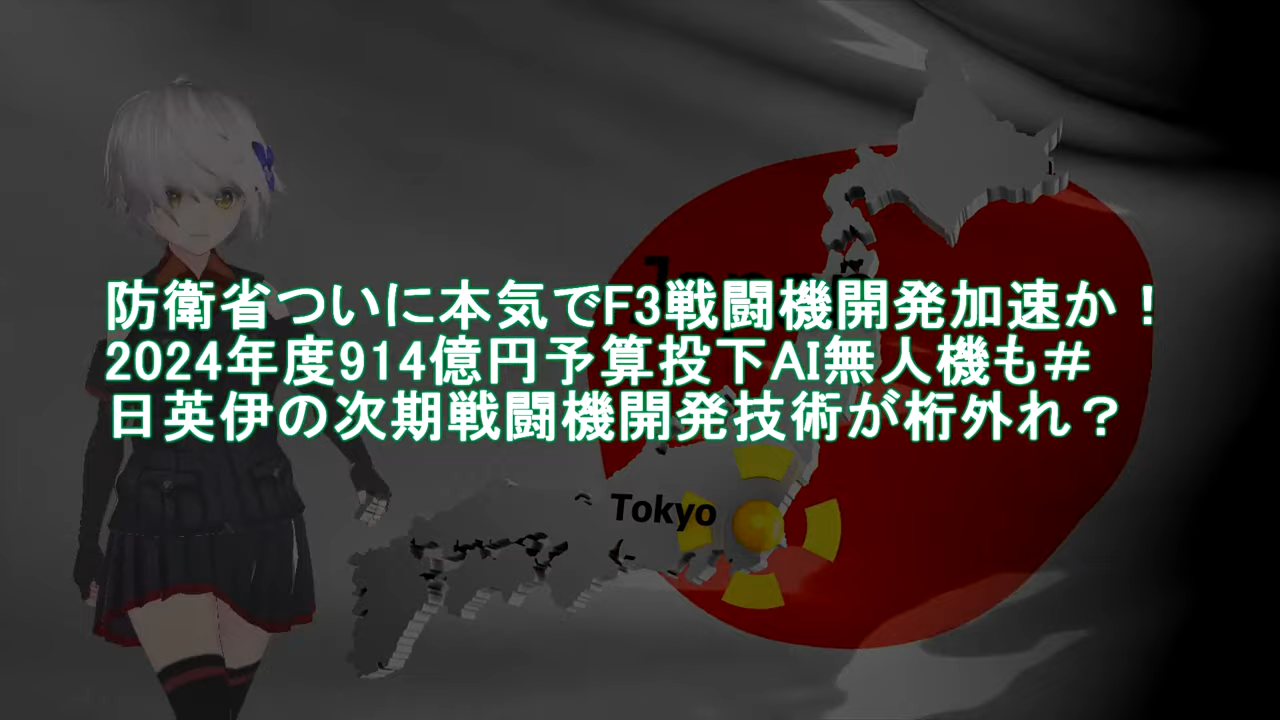 Japan
防衛省ついに本気でF3戦闘機開発加速か！
2024年度914億円予算投下AI無人機も＃
日英伊の次期戦闘機開発技術が桁外れ？
Tokyo